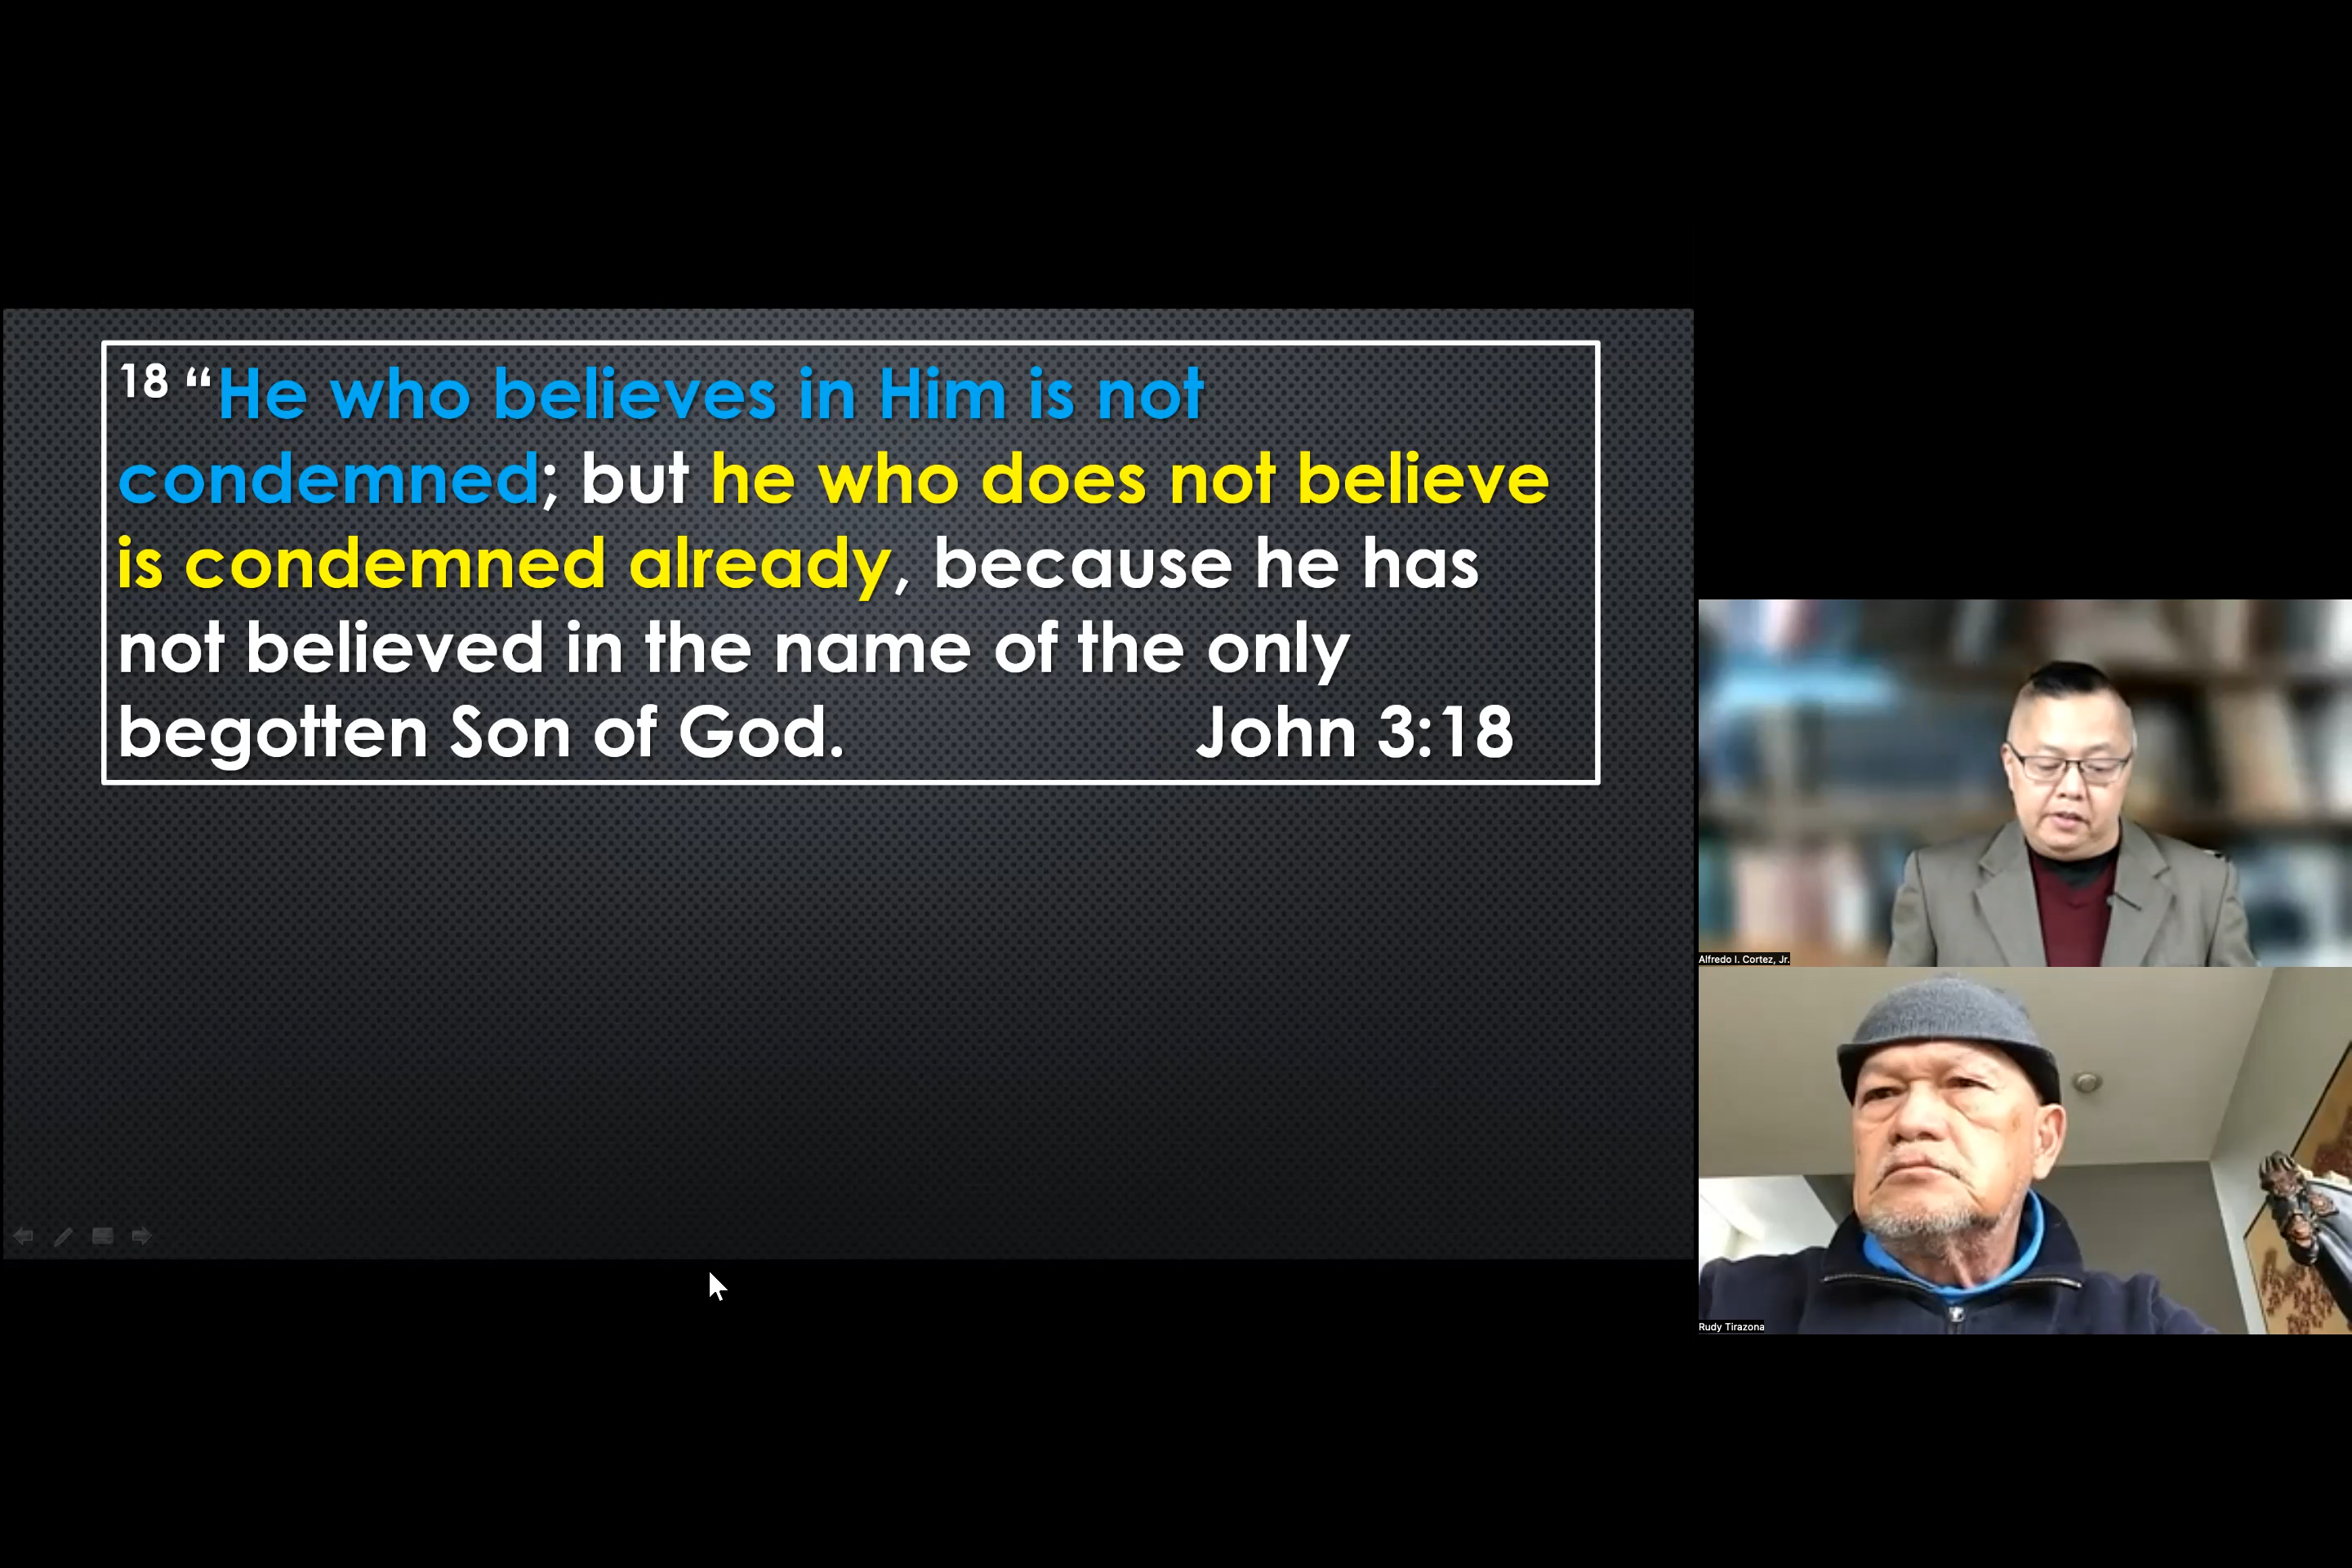 18 “He who believes in Him is not
condemned; but he who does not believe
is condemned already, because he has
not believed in the name of the only
begotten Son of God. John 3:18
Alfredo I. Cortez, Jr.
Rudy Tirazona